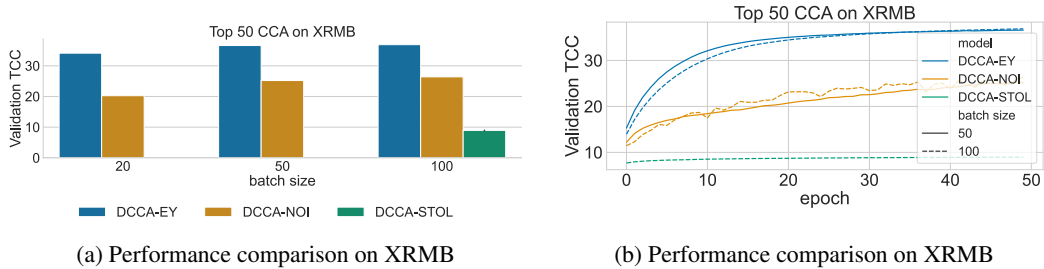 Top 50 CCA on XRMB
Validation TCC
30
20
10
0
20
50
100
batch size
DCCA-EY
DCCA-NOI
DCCA-STOL
(a) Performance comparison on XRMB
Top 50 CCA on XRMB
Validation TCC
30
20
10
model
DCCA-EY
DCCA-NOI
DCCA-STOL
batch size
50
100
0
10
20
30
40
50
epoch
(b) Performance comparison on XRMB